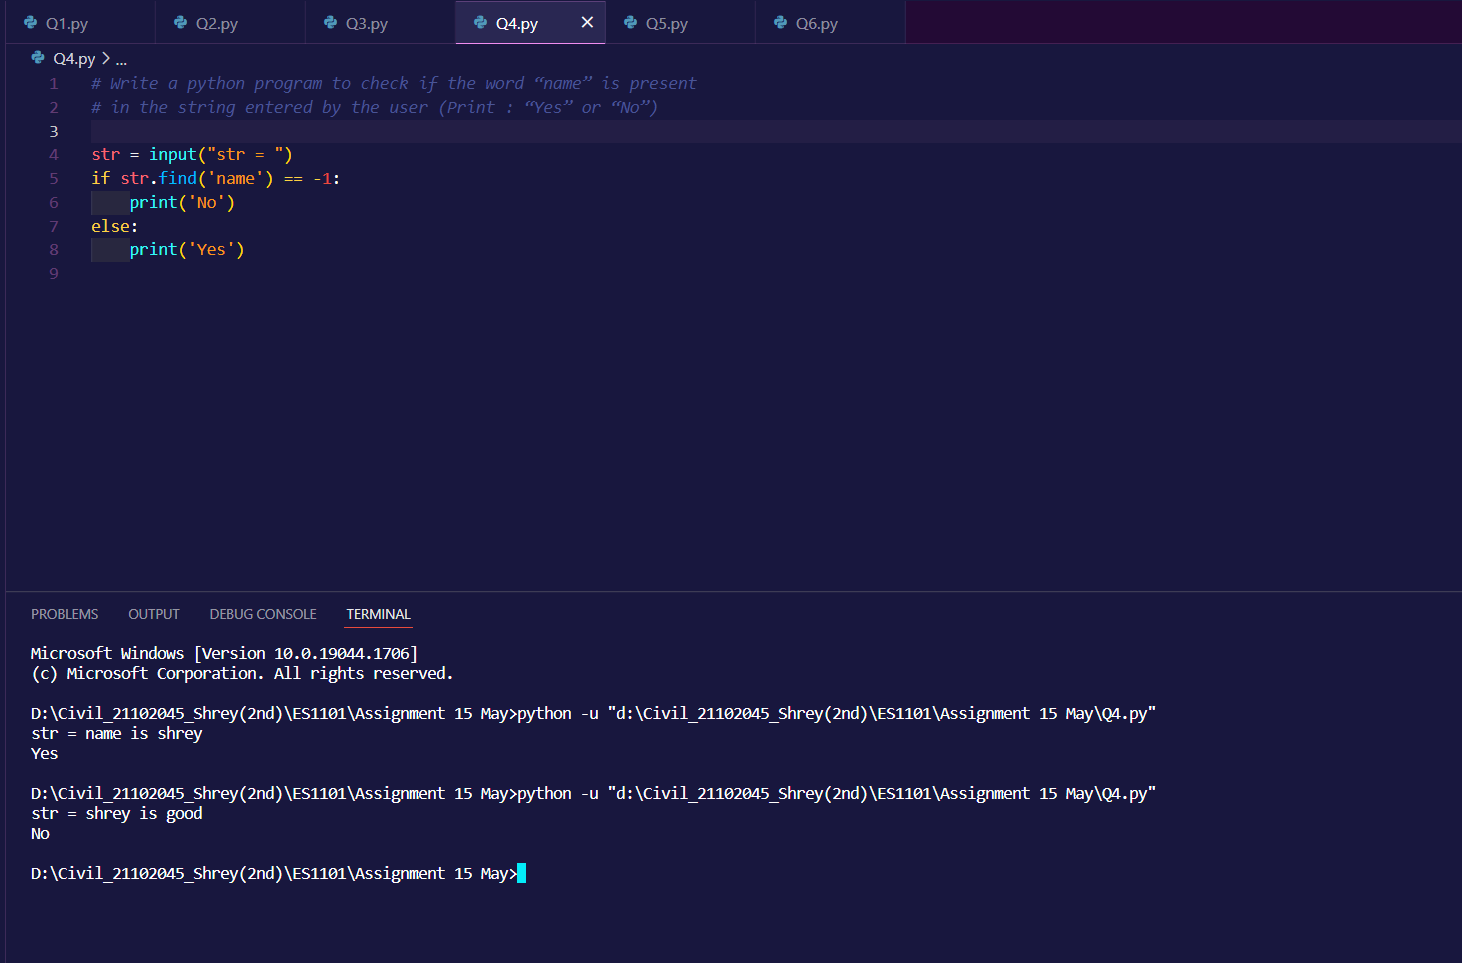 Q1.py Q2.py Q3.py Q4.py Q5.py Q6.py
Q4.py > ...
1 # Write a python program to check if the word “name” is present
2 # in the string entered by the user (Print : “Yes” or “No”)
3
4 str = input("str = ")
5 if str.find('name') == -1:
6     print('No')
7 else:
8     print('Yes')
9
PROBLEMS OUTPUT DEBUG CONSOLE TERMINAL
Microsoft Windows [Version 10.0.19044.1706]
(c) Microsoft Corporation. All rights reserved.
D:\Civil_21102045_Shrey(2nd)\ES1101\Assignment 15 May>python -u "d:\Civil_21102045_Shrey(2nd)\ES1101\Assignment 15 May\Q4.py"
str = name is shrey
Yes
D:\Civil_21102045_Shrey(2nd)\ES1101\Assignment 15 May>python -u "d:\Civil_21102045_Shrey(2nd)\ES1101\Assignment 15 May\Q4.py"
str = shrey is good
No
D:\Civil_21102045_Shrey(2nd)\ES1101\Assignment 15 May>